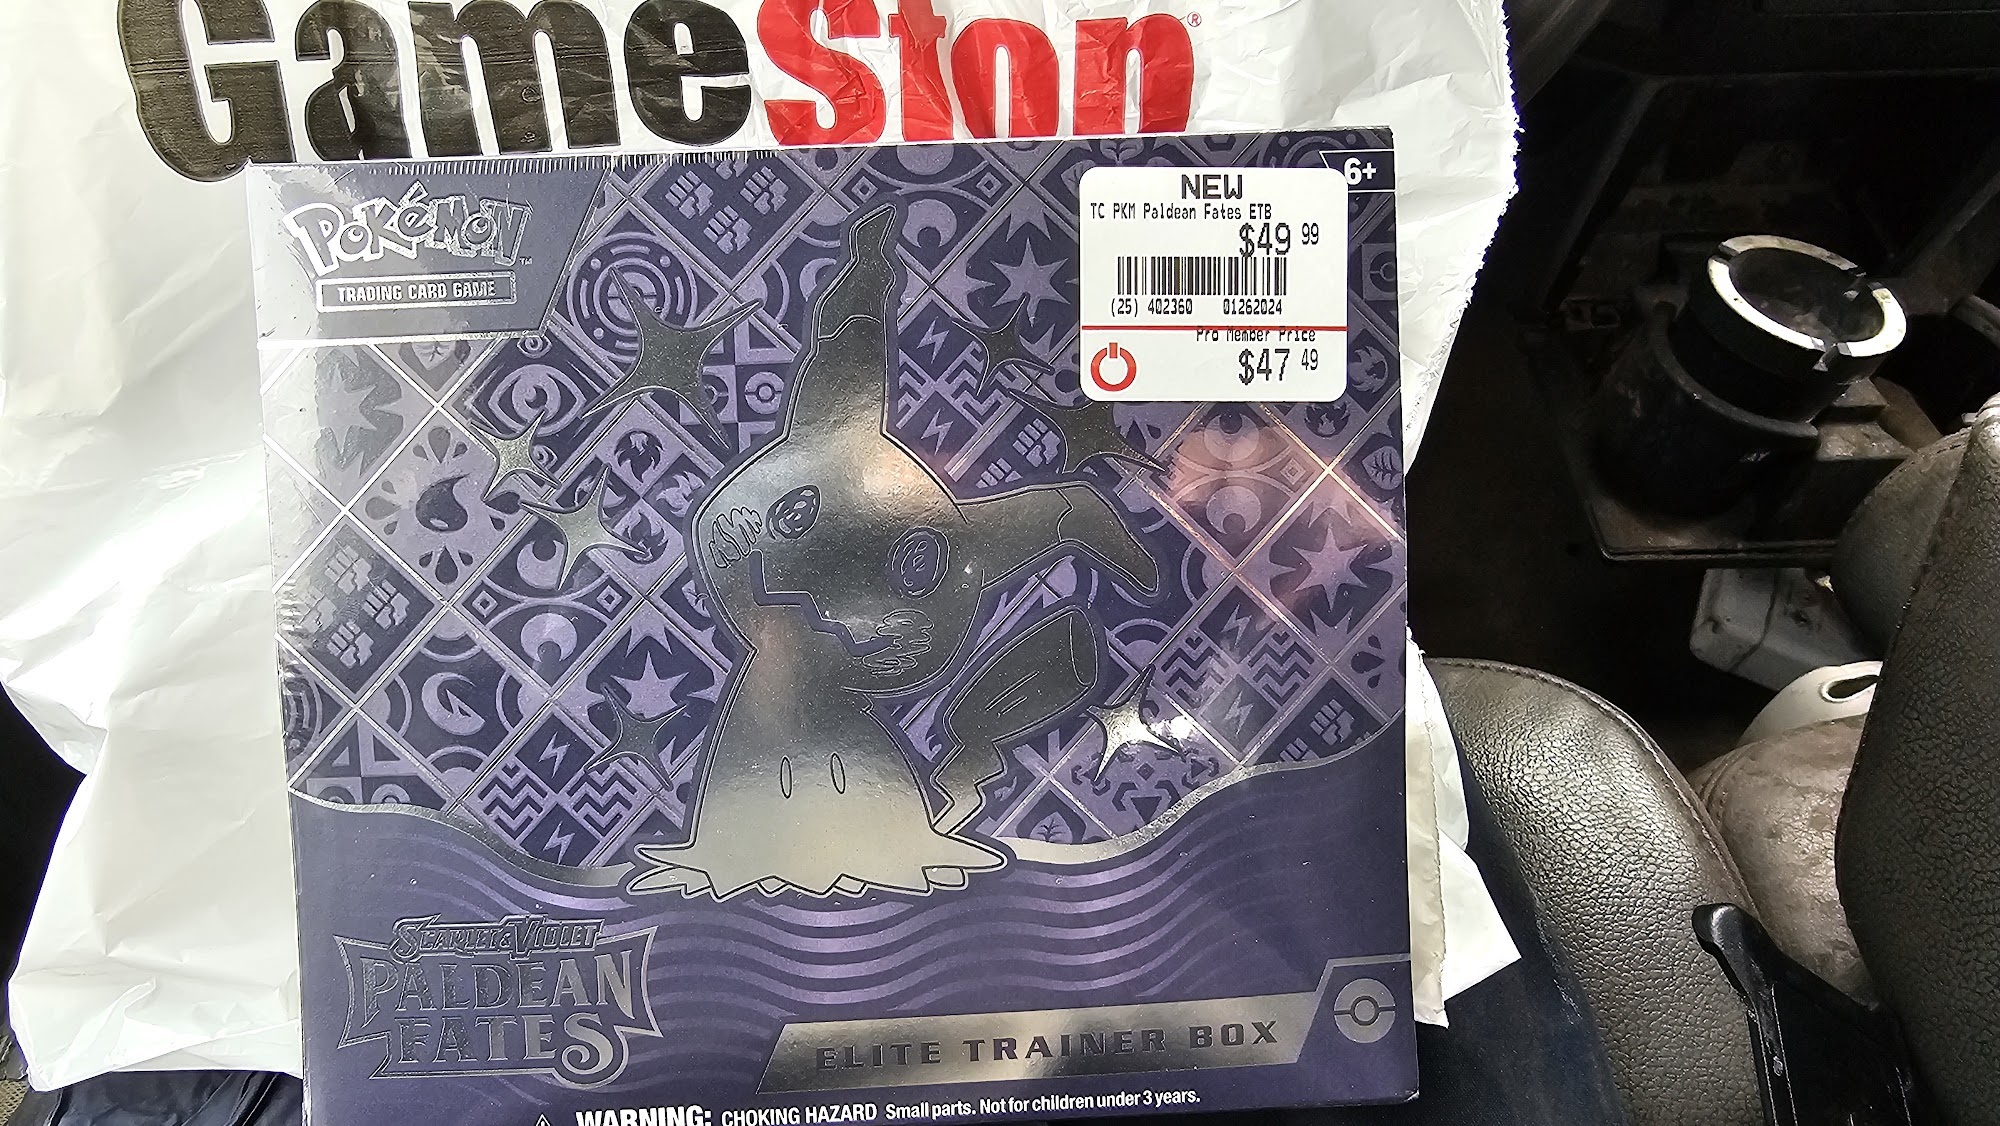 GameStop®
POKéMON™
TRADING CARD GAME
6+
NEW
TC PKM Paldean Fates ETB
$49 99
(25) 402360 01262024
Pro Member Price
$47 49
SCARLET & VIOLET
PALDEAN
FATES
ELITE TRAINER BOX
WARNING: CHOKING HAZARD Small parts. Not for children under 3 years.